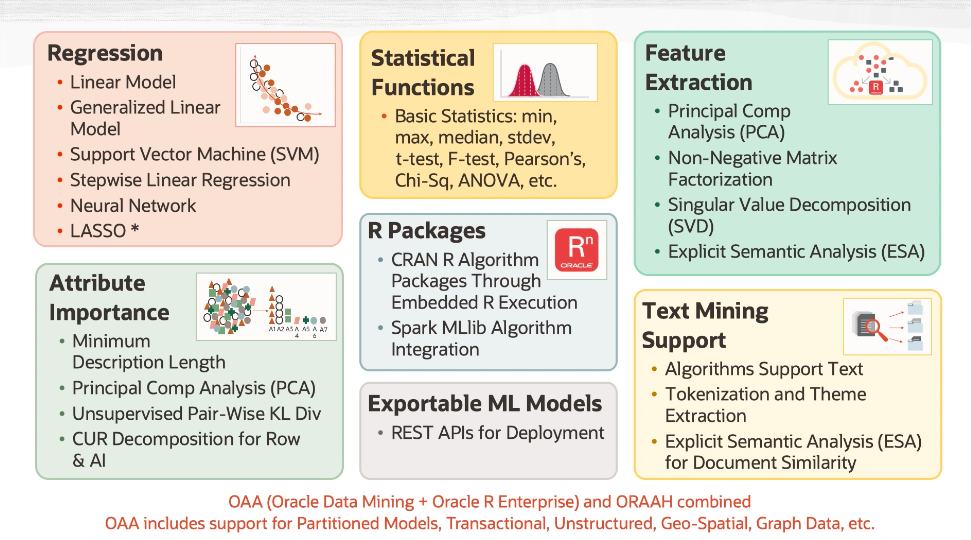 Regression
• Linear Model
• Generalized Linear
Model
• Support Vector Machine (SVM)
• Stepwise Linear Regression
• Neural Network
• LASSO *
Attribute
Importance
A1 A2 A3 A4 A5 A6 A7
• Minimum
Description Length
• Principal Comp Analysis (PCA)
• Unsupervised Pair-Wise KL Div
• CUR Decomposition for Row
& AI
Statistical
Functions
• Basic Statistics: min,
max, median, stdev,
t-test, F-test, Pearson's,
Chi-Sq, ANOVA, etc.
R Packages
Rn
ORACLE
• CRAN R Algorithm
Packages Through
Embedded R Execution
• Spark MLlib Algorithm
Integration
Exportable ML Models
• REST APIs for Deployment
Feature
Extraction
R
• Principal Comp
Analysis (PCA)
• Non-Negative Matrix
Factorization
• Singular Value Decomposition
(SVD)
• Explicit Semantic Analysis (ESA)
Text Mining
Support
• Algorithms Support Text
• Tokenization and Theme
Extraction
• Explicit Semantic Analysis (ESA)
for Document Similarity
OAA (Oracle Data Mining + Oracle R Enterprise) and ORAAH combined
OAA includes support for Partitioned Models, Transactional, Unstructured, Geo-Spatial, Graph Data, etc.